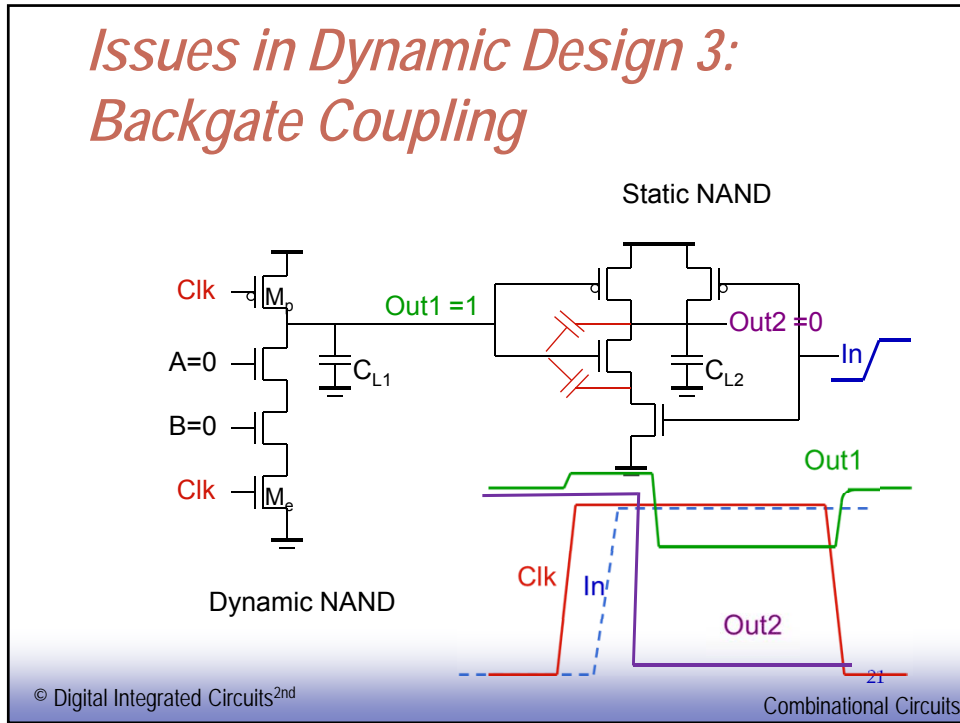 Issues in Dynamic Design 3:
Backgate Coupling
Static NAND
Clk
Mp
Out1 =1
Out2 =0
In
A=0
CL1
CL2
B=0
Out1
Clk
Me
Clk
In
Dynamic NAND
Out2
21
© Digital Integrated Circuits2nd
Combinational Circuits